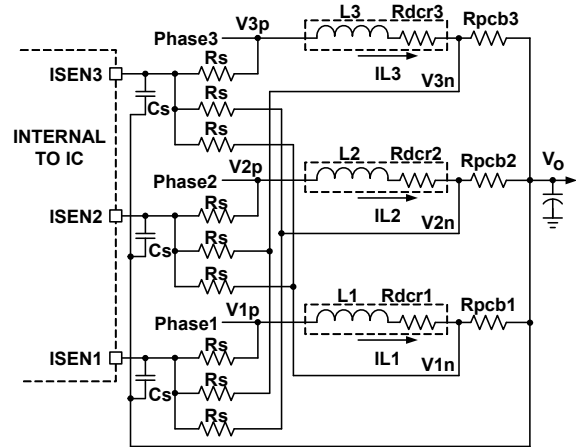 L3 Rdcr3 Rpcb3
V3p
Phase3
Rs
ISEN3
IL3
V3n
Rs
Cs
Rs
INTERNAL
TO IC
L2 Rdcr2 Rpcb2
V2p
Vo
Phase2
Rs
ISEN2
IL2
V2n
Rs
Cs
Rs
L1 Rdcr1 Rpcb1
V1p
Phase1
Rs
ISEN1
IL1
V1n
Rs
Cs
Rs